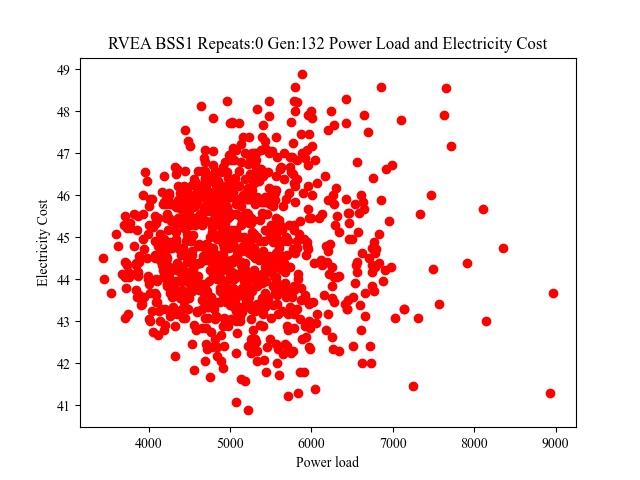 RVEA BSS1 Repeats:0 Gen:132 Power Load and Electricity Cost
49
48
47
46
45
44
43
42
41
Electricity Cost
4000 5000 6000 7000 8000 9000
Power load